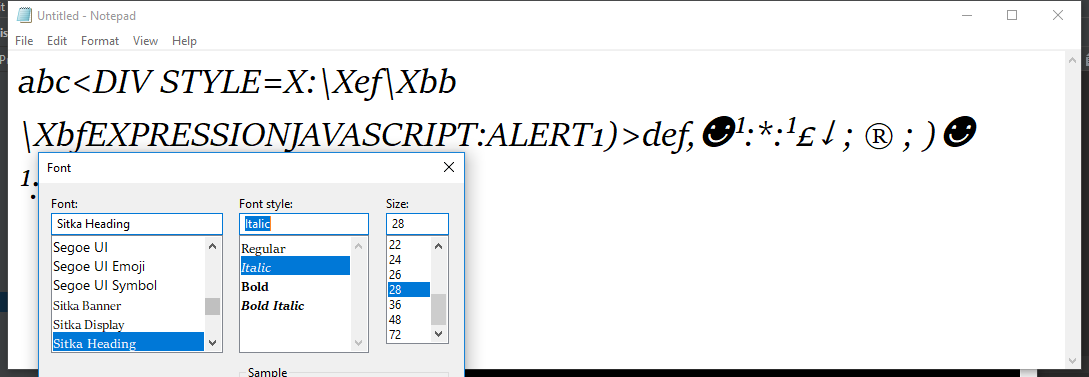 Untitled - Notepad
File Edit Format View Help
abc<DIV STYLE=X:\Xef\Xbb
\XbfEXPRESSIONJAVASCRIPT:ALERT1)>def,☻¹:*:¹£↓; ® ; )☻
¹:
Font
Font: Font style: Size:
Sitka Heading Italic 28
Segoe UI
Segoe UI Emoji
Segoe UI Symbol
Sitka Banner
Sitka Display
Sitka Heading
Regular
Italic
Bold
Bold Italic
22
24
26
28
36
48
72
Sample